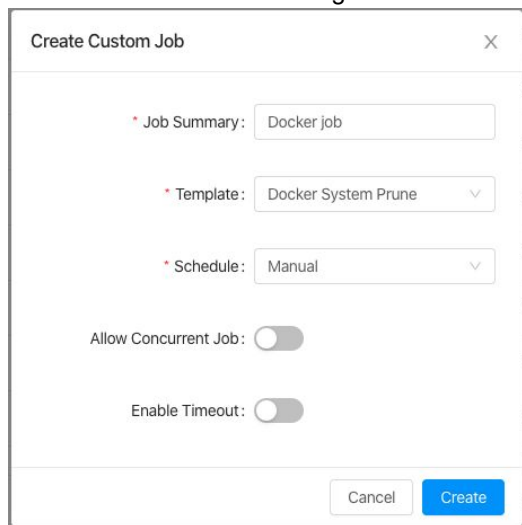 Create Custom Job
* Job Summary: Docker job
* Template: Docker System Prune
* Schedule: Manual
Allow Concurrent Job:
Enable Timeout:
Cancel Create